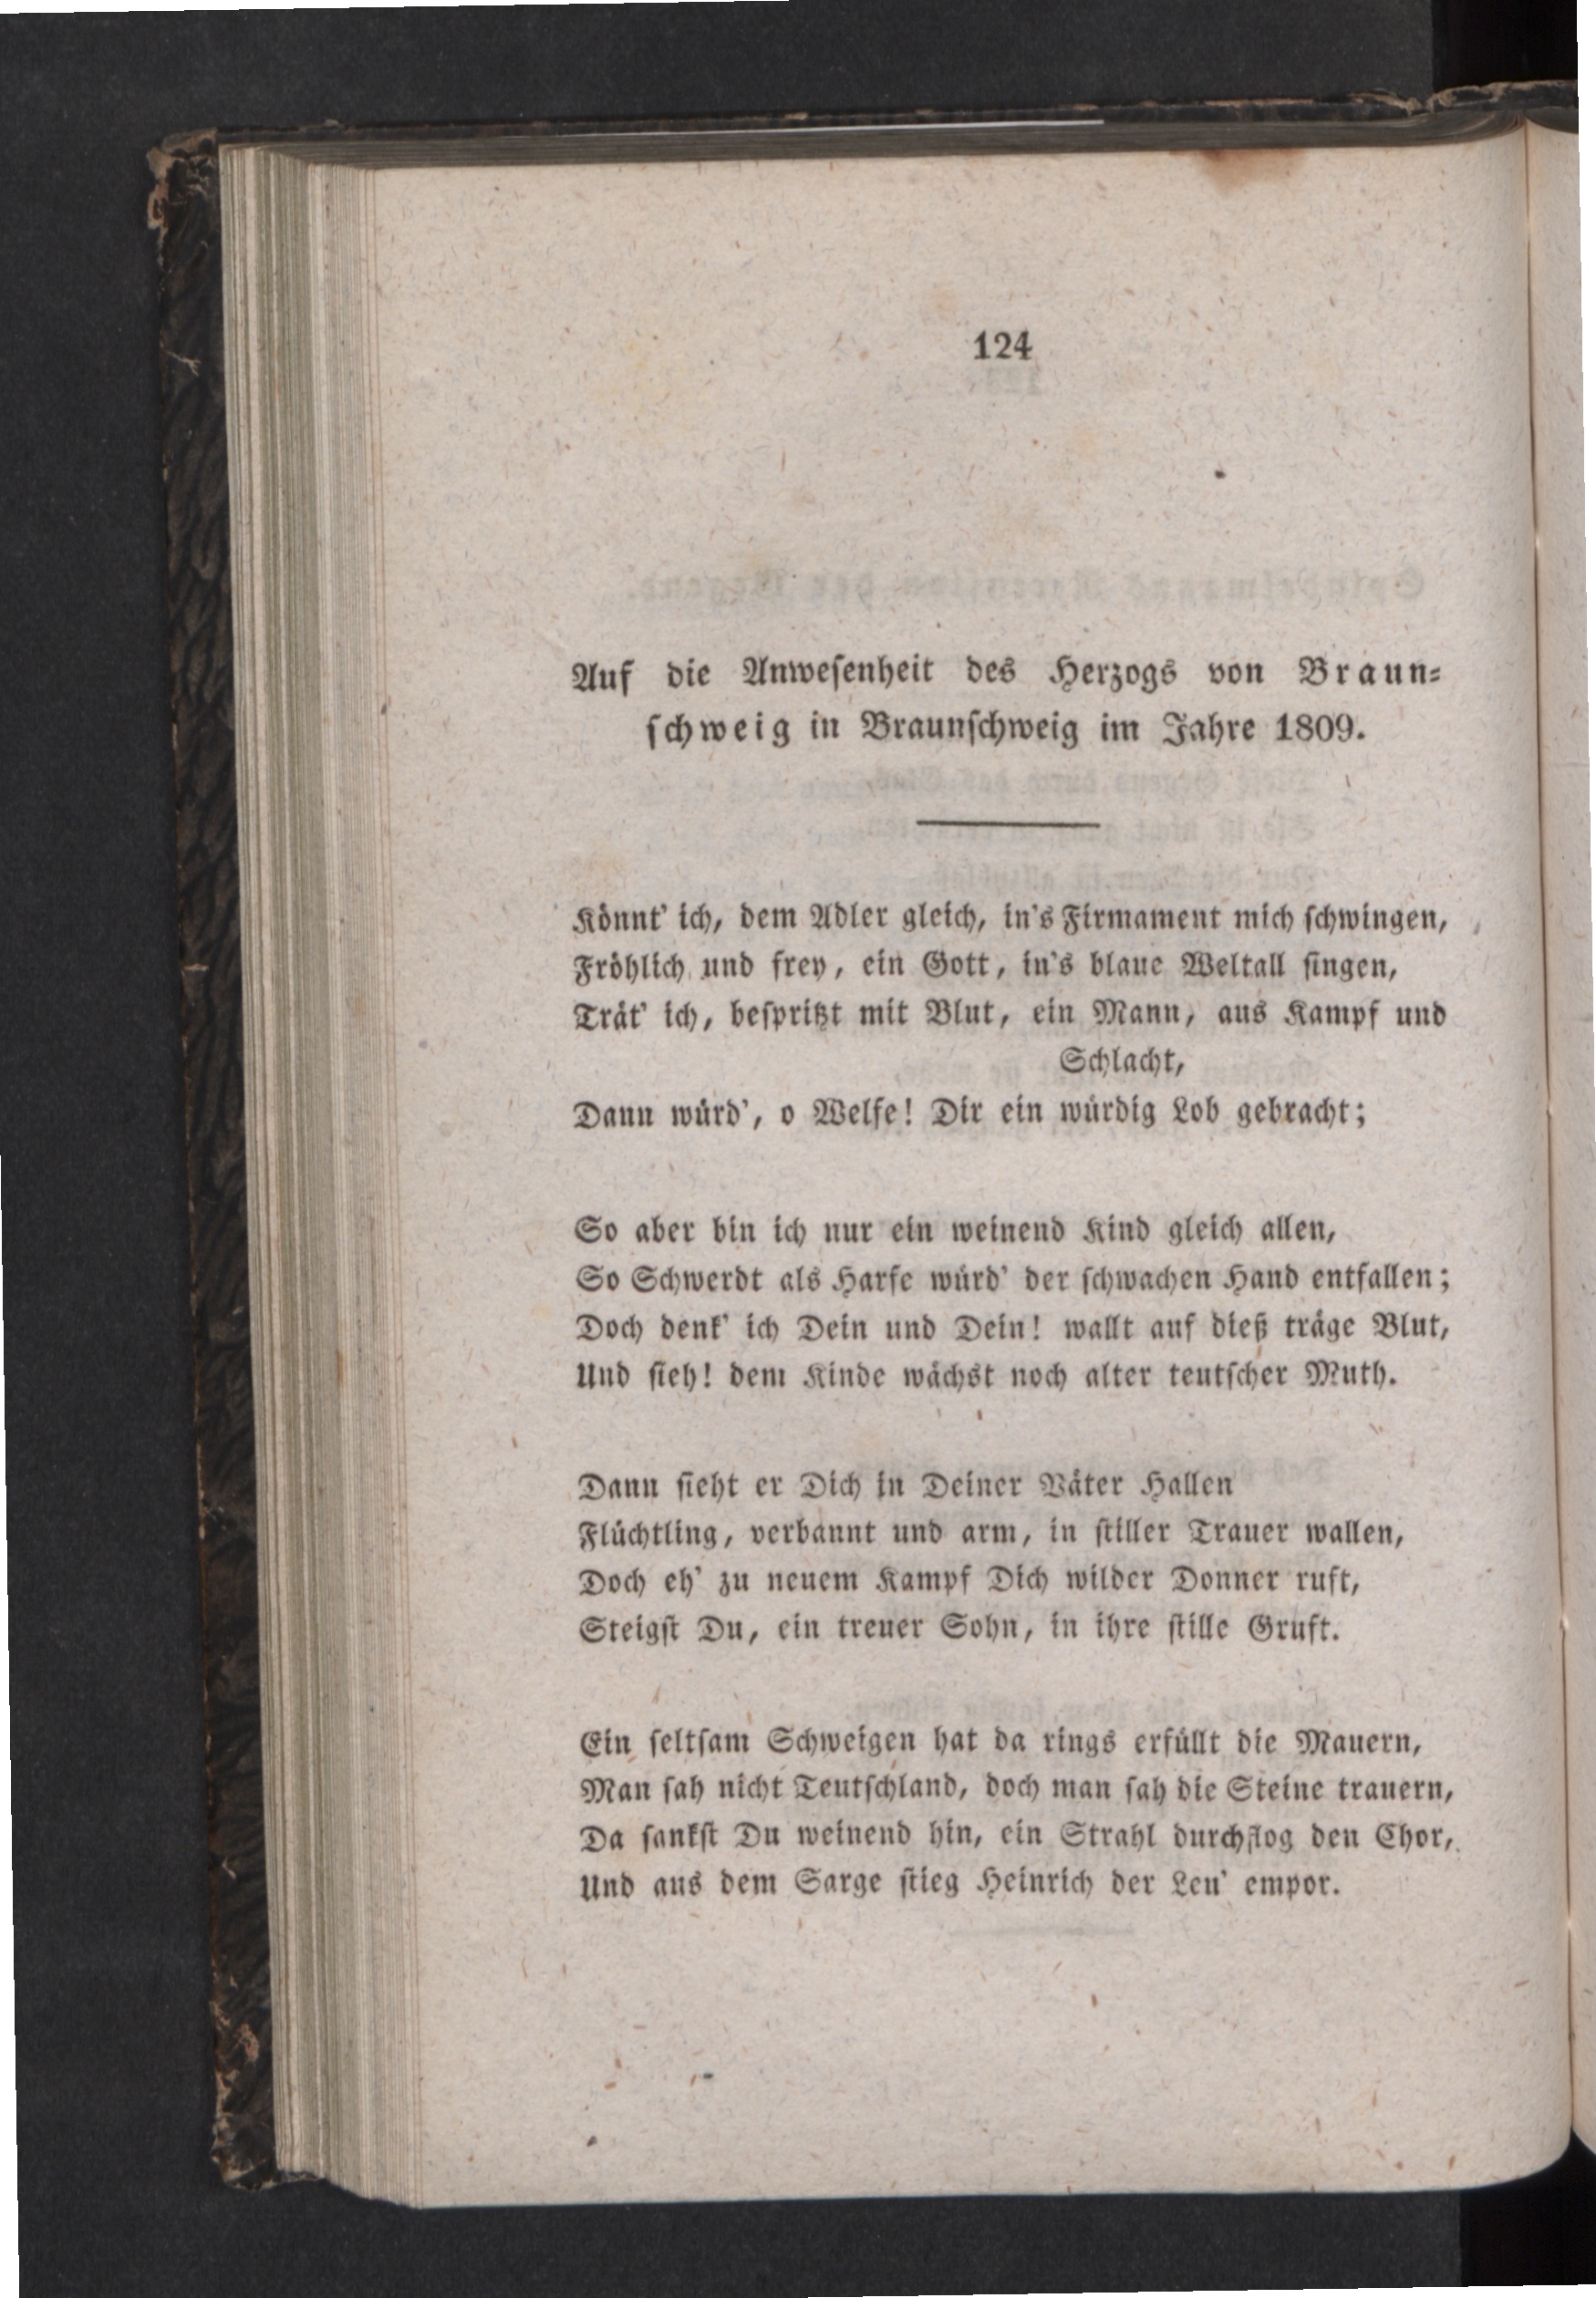 124
Auf die Anweſenheit des Herzogs von Braun⸗
ſchweig in Braunſchweig im Jahre 1809.
Könnt' ich, dem Adler gleich, in's Firmament mich ſchwingen,
Fröhlich und frey, ein Gott, in's blaue Weltall ſingen,
Trät' ich, beſpritzt mit Blut, ein Mann, aus Kampf und
Schlacht,
Dann würd', o Welfe! Dir ein würdig Lob gebracht;
So aber bin ich nur ein weinend Kind gleich allen,
So Schwerdt als Harfe würd' der ſchwachen Hand entfallen;
Doch denk' ich Dein und Dein! wallt auf dieß träge Blut,
Und ſieh! dem Kinde wächst noch alter teutſcher Muth.
Dann ſieht er Dich in Deiner Väter Hallen
Flüchtling, verbannt und arm, in ſtiller Trauer wallen,
Doch eh' zu neuem Kampf Dich wilder Donner ruft,
Steigſt Du, ein treuer Sohn, in ihre ſtille Gruft.
Ein ſeltſam Schweigen hat da rings erfüllt die Mauern,
Man ſah nicht Teutſchland, doch man ſah die Steine trauern,
Da ſankſt Du weinend hin, ein Strahl durchflog den Chor,
Und aus dem Sarge ſtieg Heinrich der Leu' empor.